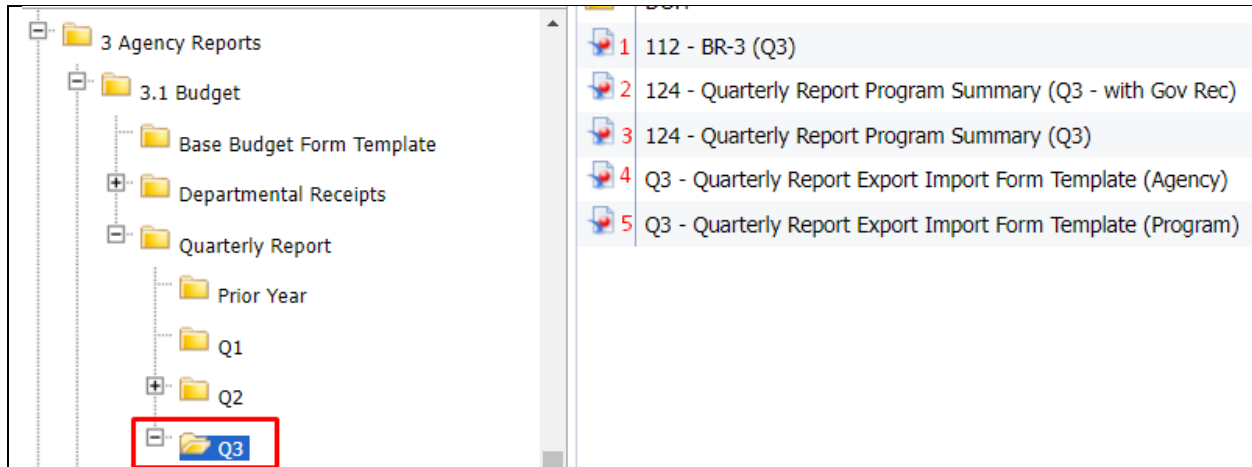 3 Agency Reports
3.1 Budget
Base Budget Form Template
Departmental Receipts
Quarterly Report
Prior Year
Q1
Q2
Q3
1 112 - BR-3 (Q3)
2 124 - Quarterly Report Program Summary (Q3 - with Gov Rec)
3 124 - Quarterly Report Program Summary (Q3)
4 Q3 - Quarterly Report Export Import Form Template (Agency)
5 Q3 - Quarterly Report Export Import Form Template (Program)